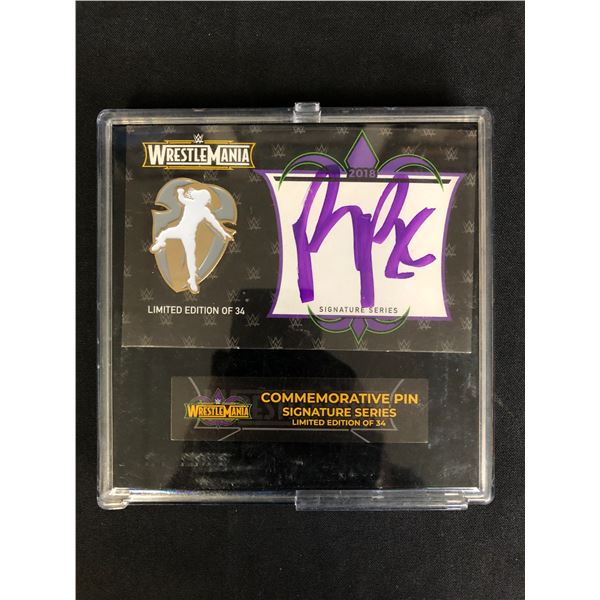 WRESTLEMANIA
2018
LIMITED EDITION OF 34
SIGNATURE SERIES
WRESTLEMANIA
COMMEMORATIVE PIN
SIGNATURE SERIES
LIMITED EDITION OF 34